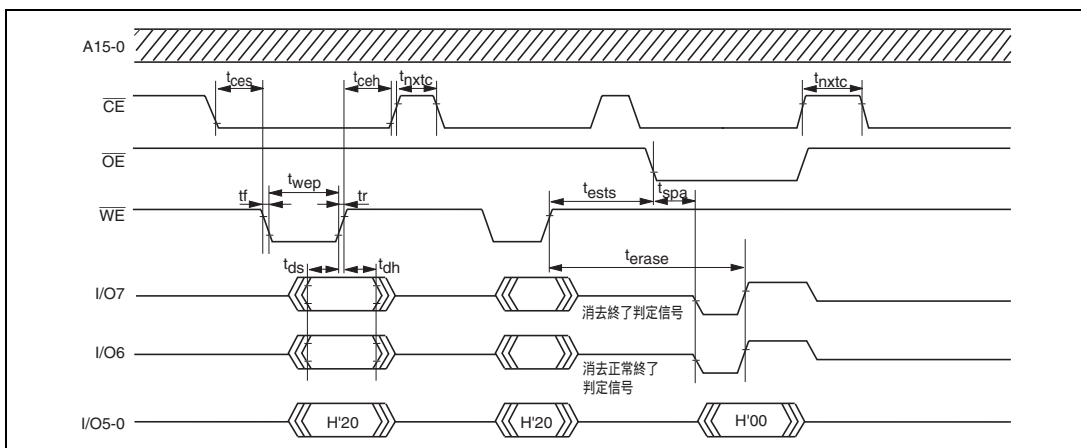 A15-0
tces
tceh
tnxtc
tnxtc
CE
OE
twep
tf
tr
tests
tspa
WE
terase
tds
tdh
I/O7
消去終了判定信号
I/O6
消去正常終了
判定信号
I/O5-0
H'20
H'20
H'00